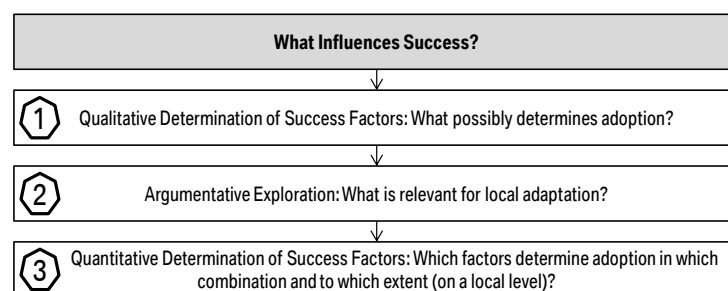 What Influences Success?
1
Qualitative Determination of Success Factors: What possibly determines adoption?
2
Argumentative Exploration: What is relevant for local adaptation?
3
Quantitative Determination of Success Factors: Which factors determine adoption in which
combination and to which extent (on a local level)?